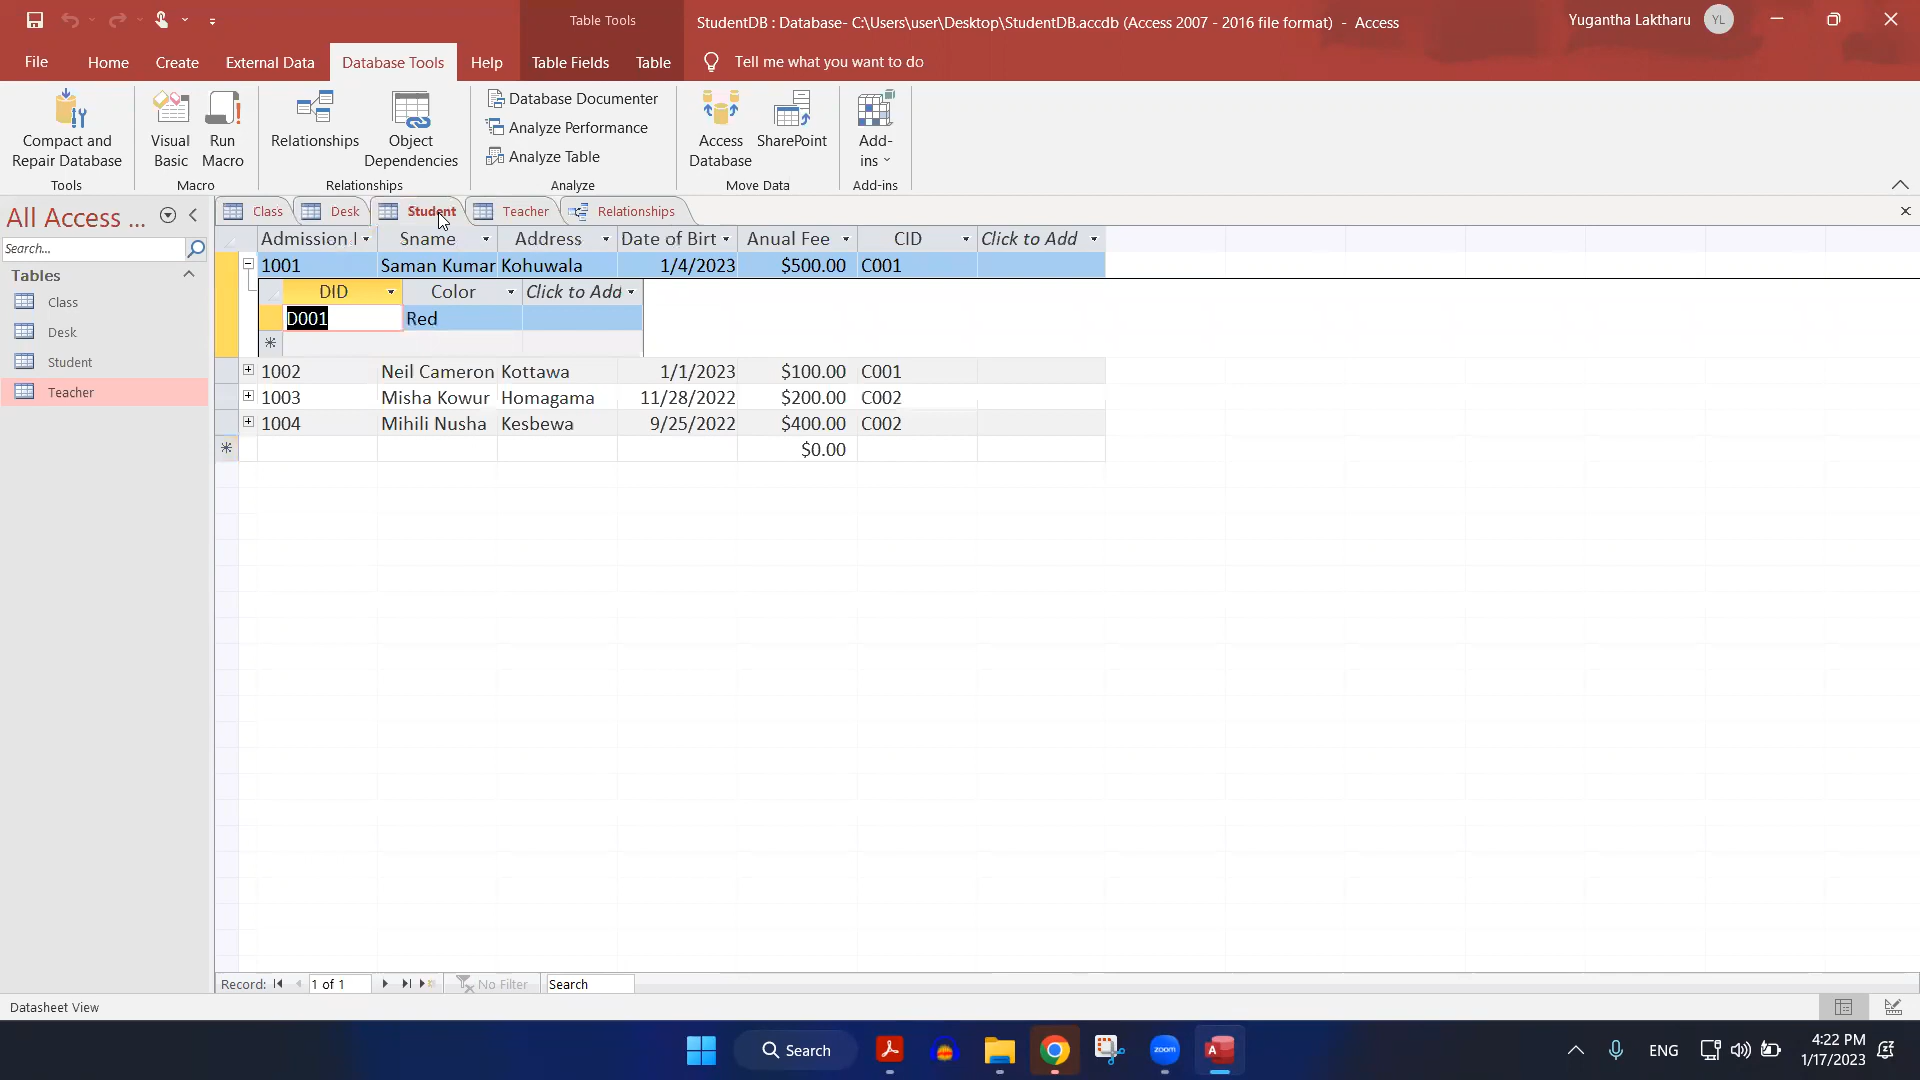 Table Tools
StudentDB : Database- C:\Users\user\Desktop\StudentDB.accdb (Access 2007 - 2016 file format) - Access
Yugantha Laktharu YL
File Home Create External Data Database Tools Help Table Fields Table Tell me what you want to do
Compact and Repair Database
Visual Basic
Run Macro
Relationships
Object Dependencies
Database Documenter
Analyze Performance
Analyze Table
Access Database
SharePoint
Add-ins
Tools Macro Relationships Analyze Move Data Add-ins
All Access ...
Search...
Tables
Class
Desk
Student
Teacher
Class Desk Student Teacher Relationships
Admission I Sname Address Date of Birt Anual Fee CID Click to Add
1001 Saman Kumar Kohuwala 1/4/2023 $500.00 C001
DID Color Click to Add
D001 Red
1002 Neil Cameron Kottawa 1/1/2023 $100.00 C001
1003 Misha Kowur Homagama 11/28/2022 $200.00 C002
1004 Mihili Nusha Kesbewa 9/25/2022 $400.00 C002
$0.00
Record: 1 of 1 No Filter Search
Datasheet View
Search
zoom
ENG
4:22 PM
1/17/2023